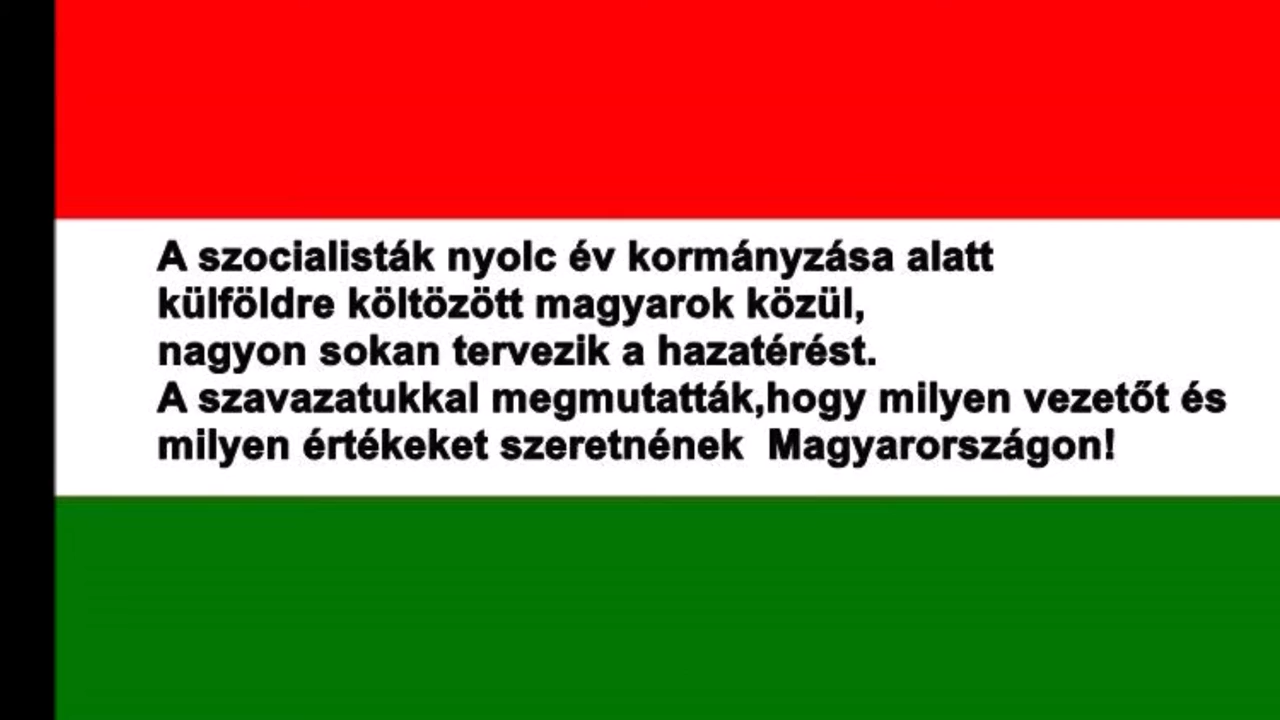 A szocialisták nyolc év kormányzása alatt
külföldre költözött magyarok közül,
nagyon sokan tervezik a hazatérést.
A szavazatukkal megmutatták,hogy milyen vezetőt és
milyen értékeket szeretnének  Magyarországon!